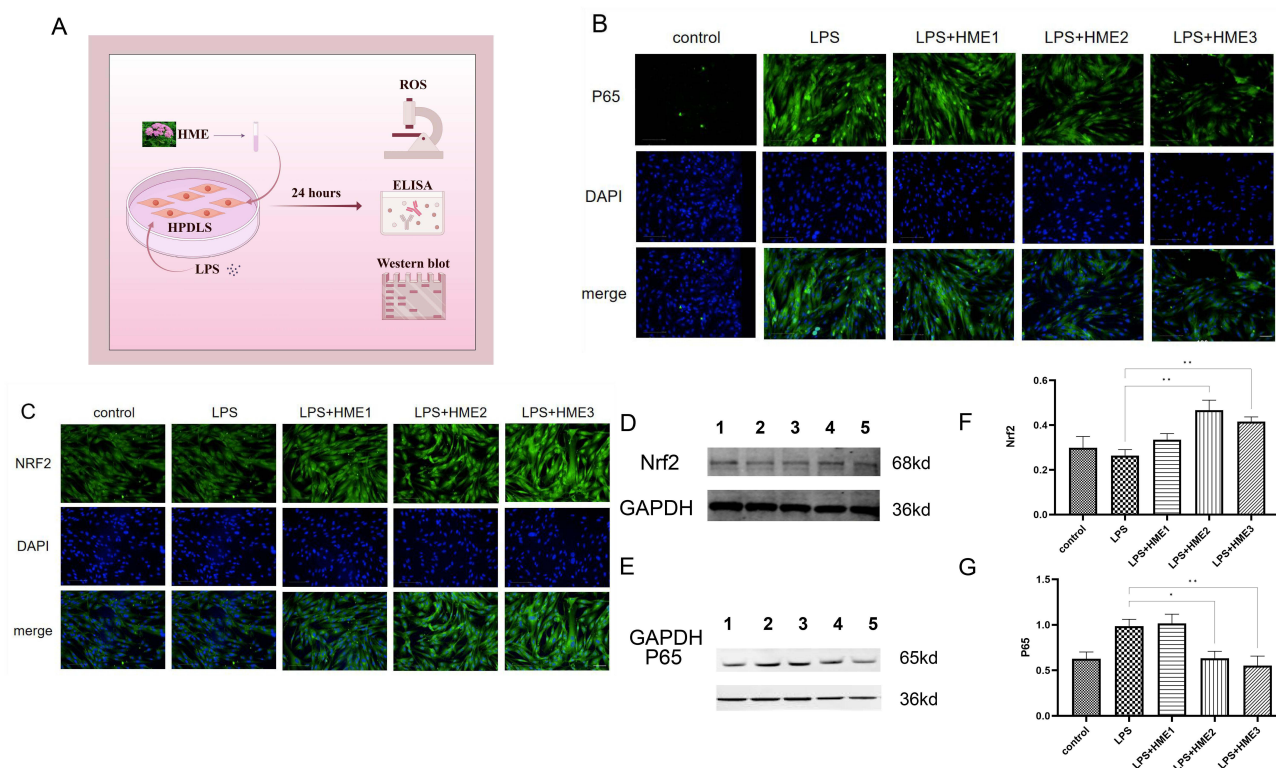 A
ROS
HME
24 hours
ELISA
HPDLS
LPS
Western blot
B
control LPS LPS+HME1 LPS+HME2 LPS+HME3
P65
DAPI
merge
C
control LPS LPS+HME1 LPS+HME2 LPS+HME3
NRF2
DAPI
merge
D
1 2 3 4 5
Nrf2 68kd
GAPDH 36kd
E
1 2 3 4 5
GAPDH
P65 65kd
36kd
F
Nrf2
0.6
0.4
0.2
0.0
**
**
control LPS LPS+HME1 LPS+HME2 LPS+HME3
G
P65
1.5
1.0
0.5
0.0
**
*
control LPS LPS+HME1 LPS+HME2 LPS+HME3